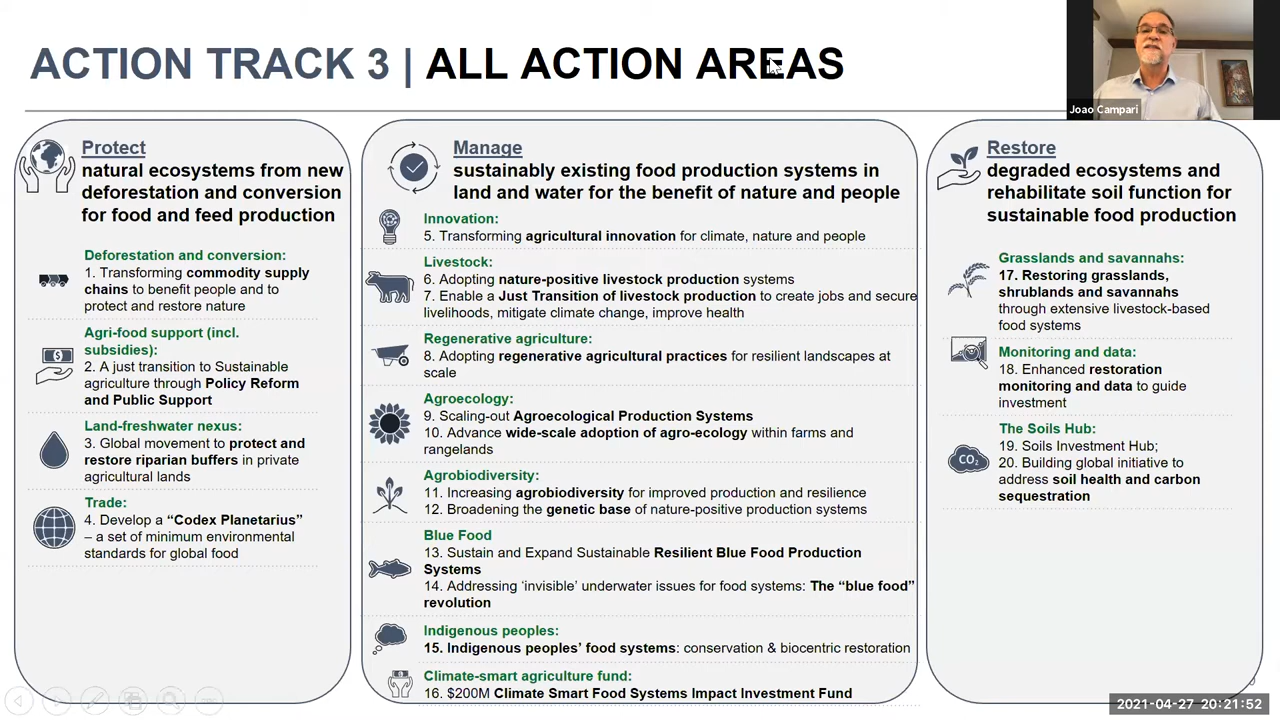 ACTION TRACK 3 | ALL ACTION AREAS
Joao Campari
Protect
natural ecosystems from new
deforestation and conversion
for food and feed production
Deforestation and conversion:
1. Transforming commodity supply
chains to benefit people and to
protect and restore nature
Agri-food support (incl.
subsidies):
2. A just transition to Sustainable
agriculture through Policy Reform
and Public Support
Land-freshwater nexus:
3. Global movement to protect and
restore riparian buffers in private
agricultural lands
Trade:
4. Develop a “Codex Planetarius”
– a set of minimum environmental
standards for global food
Manage
sustainably existing food production systems in
land and water for the benefit of nature and people
Innovation:
5. Transforming agricultural innovation for climate, nature and people
Livestock:
6. Adopting nature-positive livestock production systems
7. Enable a Just Transition of livestock production to create jobs and secure
livelihoods, mitigate climate change, improve health
Regenerative agriculture:
8. Adopting regenerative agricultural practices for resilient landscapes at
scale
Agroecology:
9. Scaling-out Agroecological Production Systems
10. Advance wide-scale adoption of agro-ecology within farms and
rangelands
Agrobiodiversity:
11. Increasing agrobiodiversity for improved production and resilience
12. Broadening the genetic base of nature-positive production systems
Blue Food
13. Sustain and Expand Sustainable Resilient Blue Food Production
Systems
14. Addressing ‘invisible’ underwater issues for food systems: The “blue food”
revolution
Indigenous peoples:
15. Indigenous peoples’ food systems: conservation & biocentric restoration
Climate-smart agriculture fund:
16. $200M Climate Smart Food Systems Impact Investment Fund
Restore
degraded ecosystems and
rehabilitate soil function for
sustainable food production
Grasslands and savannahs:
17. Restoring grasslands,
shrublands and savannahs
through extensive livestock-based
food systems
Monitoring and data:
18. Enhanced restoration
monitoring and data to guide
investment
The Soils Hub:
CO2
19. Soils Investment Hub;
20. Building global initiative to
address soil health and carbon
sequestration
2021-04-27 20:21:52